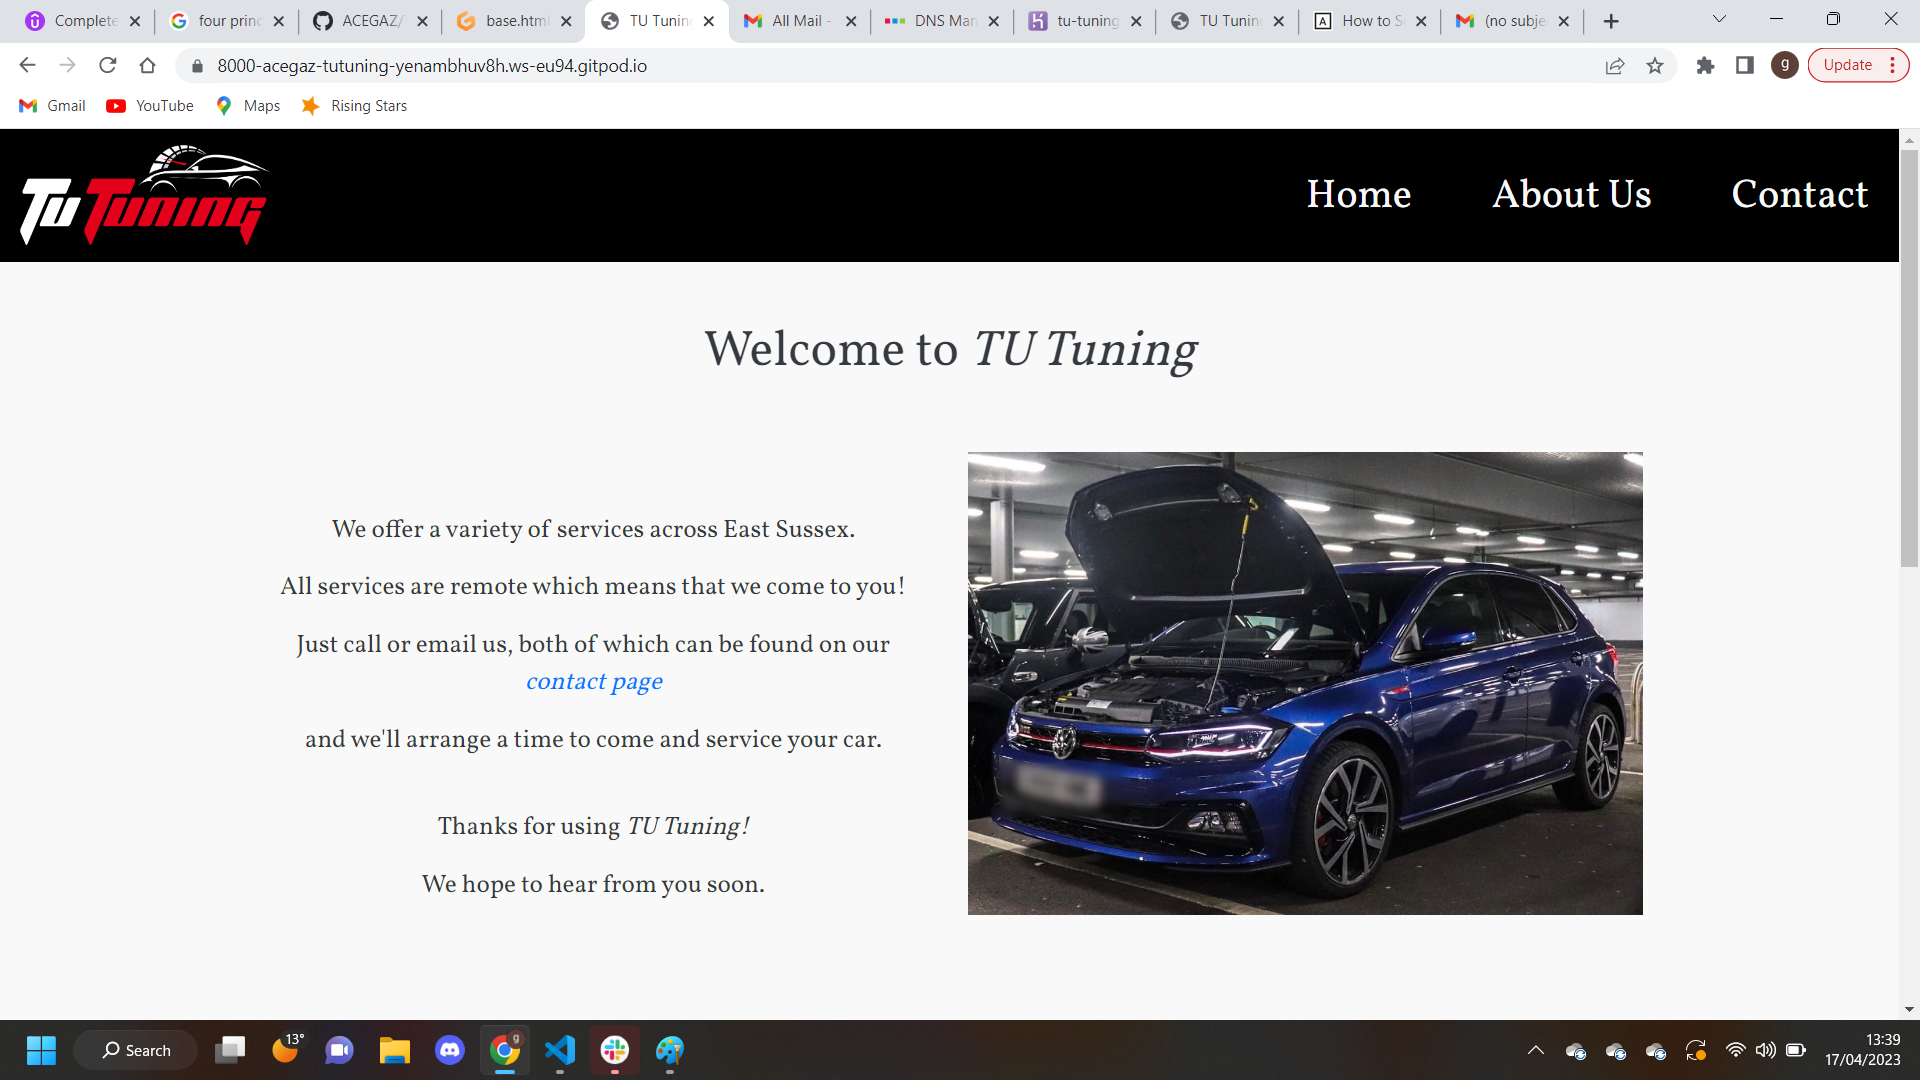 Complete
four princ
ACEGAZ/
base.html
TU Tuning
All Mail -
DNS Man
tu-tuning
TU Tuning
How to S
(no subje
8000-acegaz-tutuning-yenambhuv8h.ws-eu94.gitpod.io
g
Update
Gmail
YouTube
Maps
Rising Stars
TU TUNING
Home
About Us
Contact
Welcome to TU Tuning
We offer a variety of services across East Sussex.
All services are remote which means that we come to you!
Just call or email us, both of which can be found on our
contact page
and we'll arrange a time to come and service your car.
Thanks for using TU Tuning!
We hope to hear from you soon.
Search
13°
g
13:39
17/04/2023